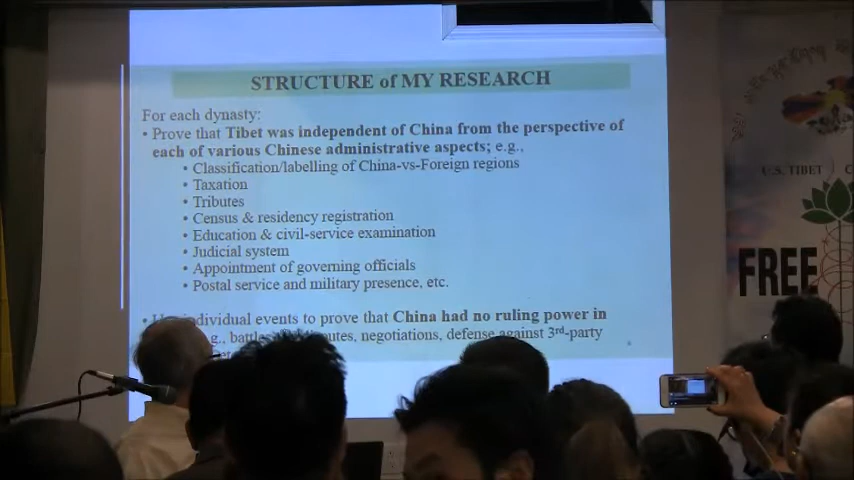 STRUCTURE of MY RESEARCH
For each dynasty:
• Prove that Tibet was independent of China from the perspective of
each of various Chinese administrative aspects; e.g.,
• Classification/labelling of China-vs-Foreign regions
• Taxation
• Tributes
• Census & residency registration
• Education & civil-service examination
• Judicial system
• Appointment of governing officials
• Postal service and military presence, etc.
• individual events to prove that China had no ruling power in
negotiations, defense against 3rd-party
U.S. TIBET
FREE